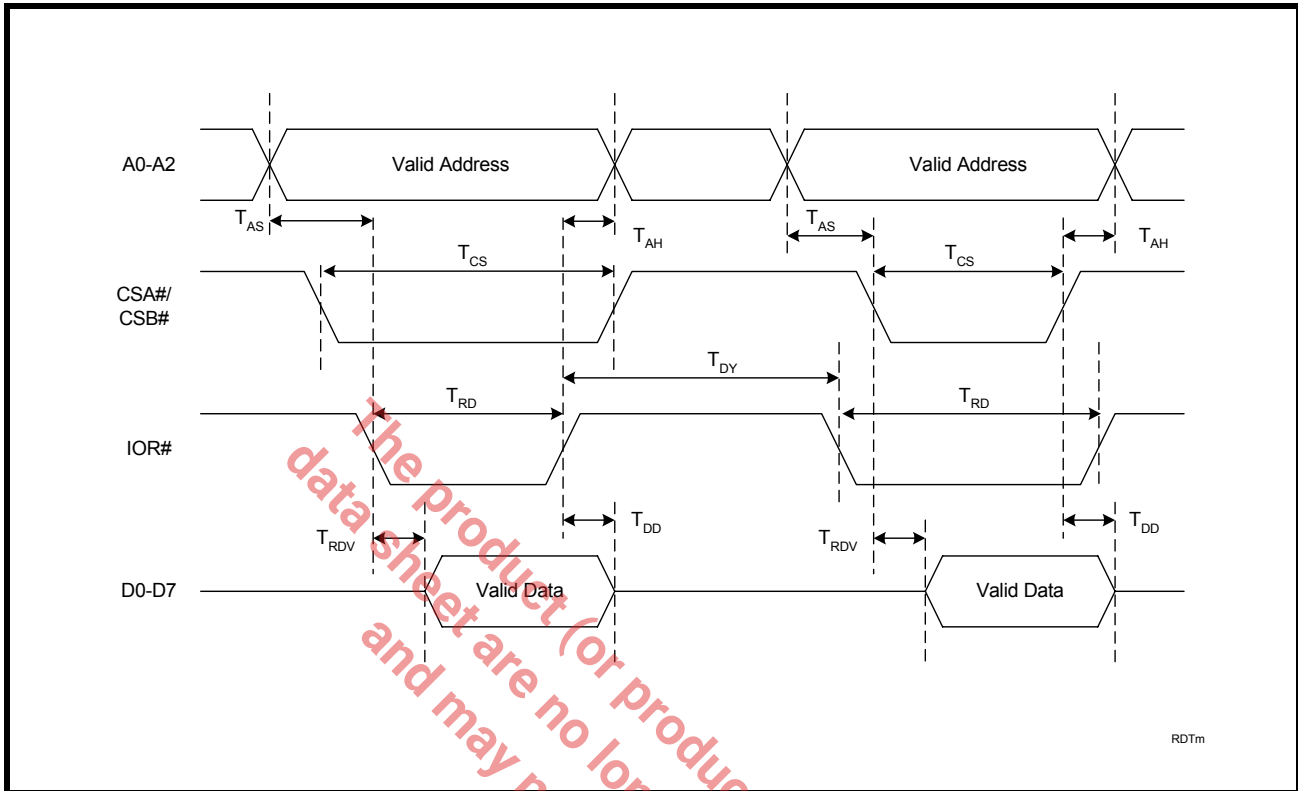 A0-A2
Valid Address
Valid Address
TAS
TAH
TAS
TAH
CSA#/
CSB#
TCS
TCS
TDY
IOR#
TRD
TRD
TRDV
TDD
TRDV
TDD
D0-D7
Valid Data
Valid Data
The product (or produc
data sheet are no lon
and may n
RDTm